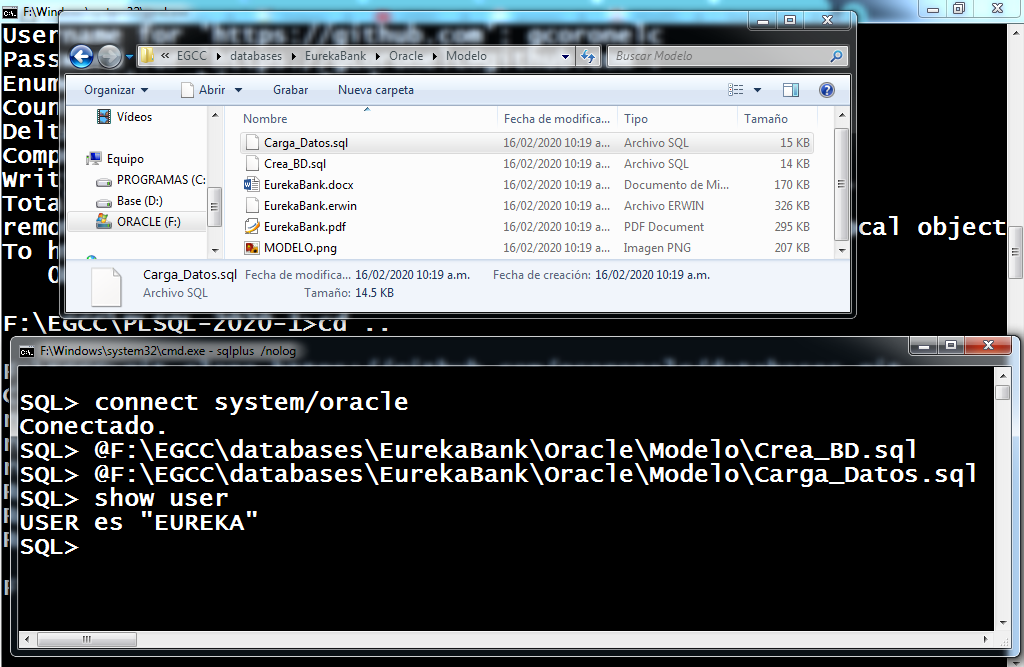 F:\Windows\system32\cmd.exe
Username for 'https://github.com': gcoronelc
Pass
Enum
Coun
Delt
Comp
Writ
Tota
remo
cal object
To h
F:\EGCC\PLSQL-2020-1>cd ..
« EGCC ▸ databases ▸ EurekaBank ▸ Oracle ▸ Modelo
Buscar Modelo
Organizar Abrir Grabar Nueva carpeta
Vídeos
Equipo
PROGRAMAS (C:
Base (D:)
ORACLE (F:)
Nombre Fecha de modifica... Tipo Tamaño
Carga_Datos.sql 16/02/2020 10:19 a... Archivo SQL 15 KB
Crea_BD.sql 16/02/2020 10:19 a... Archivo SQL 14 KB
EurekaBank.docx 16/02/2020 10:19 a... Documento de Mi... 170 KB
EurekaBank.erwin 16/02/2020 10:19 a... Archivo ERWIN 326 KB
EurekaBank.pdf 16/02/2020 10:19 a... PDF Document 295 KB
MODELO.png 16/02/2020 10:19 a... Imagen PNG 207 KB
Carga_Datos.sql Fecha de modifica... 16/02/2020 10:19 a.m. Fecha de creación: 16/02/2020 10:19 a.m.
Archivo SQL Tamaño: 14.5 KB
F:\Windows\system32\cmd.exe - sqlplus /nolog
SQL> connect system/oracle
Conectado.
SQL> @F:\EGCC\databases\EurekaBank\Oracle\Modelo\Crea_BD.sql
SQL> @F:\EGCC\databases\EurekaBank\Oracle\Modelo\Carga_Datos.sql
SQL> show user
USER es "EUREKA"
SQL>